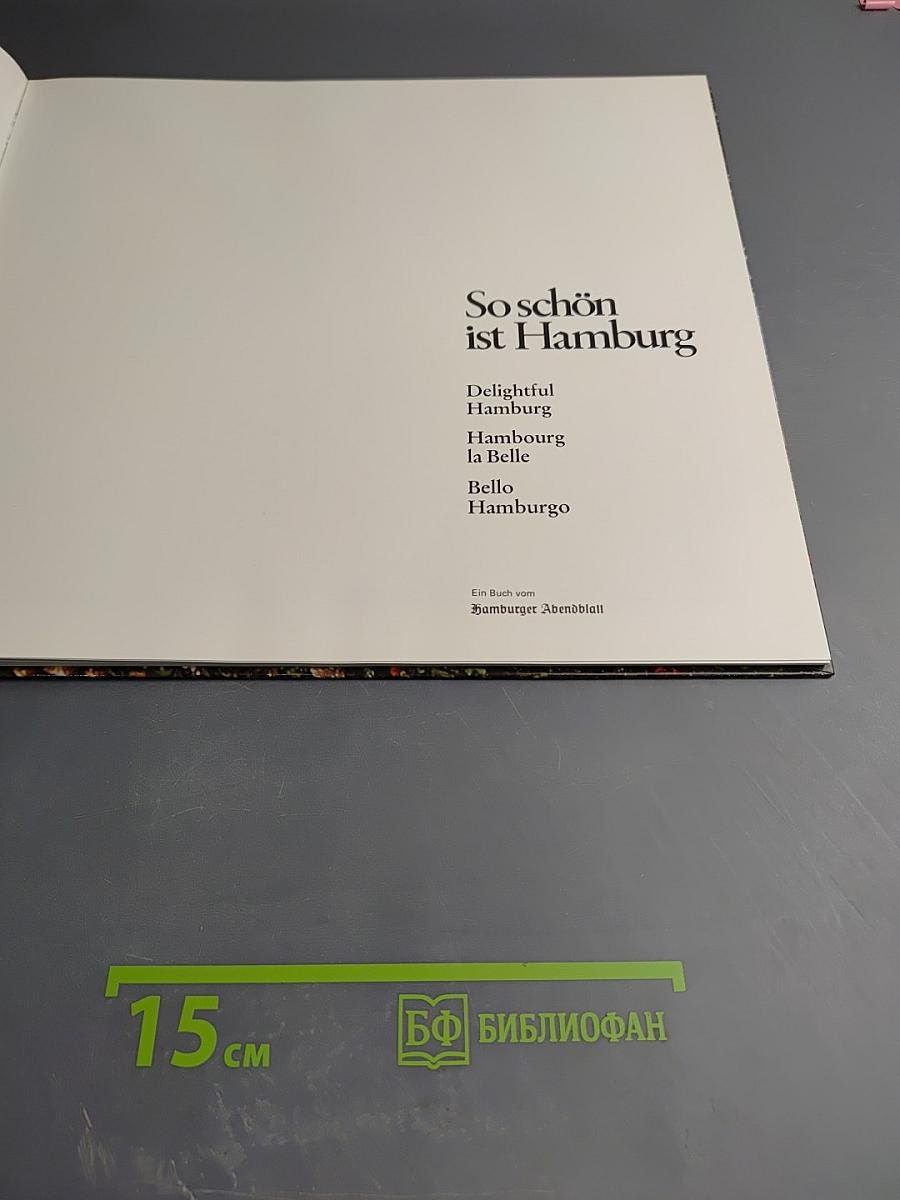 So schön
ist Hamburg
Delightful
Hamburg
Hambourg
la Belle
Bello
Hamburgo
Ein Buch vom
Hamburger Abendblatt
15 см
БФ БИБЛИОФАН